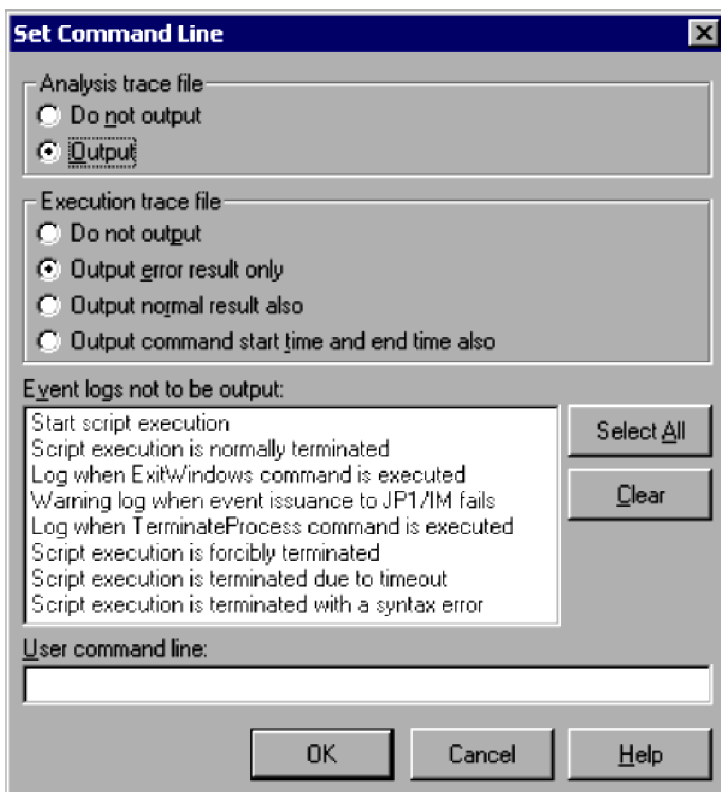 Set Command Line
Analysis trace file
Do not output
Output
Execution trace file
Do not output
Output error result only
Output normal result also
Output command start time and end time also
Event logs not to be output:
Start script execution
Script execution is normally terminated
Log when ExitWindows command is executed
Warning log when event issuance to JP1/IM fails
Log when TerminateProcess command is executed
Script execution is forcibly terminated
Script execution is terminated due to timeout
Script execution is terminated with a syntax error
Select All
Clear
User command line:
OK
Cancel
Help